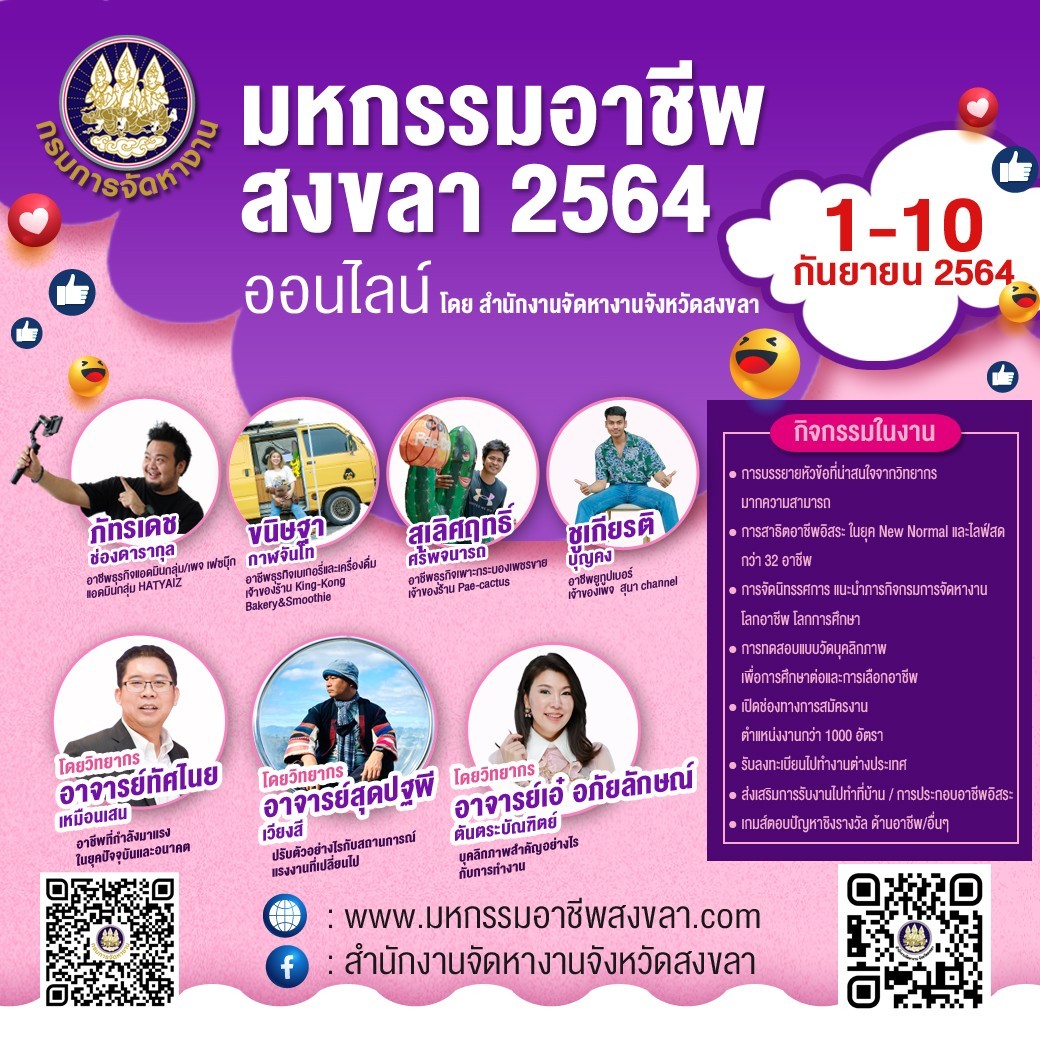 กรมการจัดหางาน
มหกรรมอาชีพ
สงขลา 2564
ออนไลน์ โดย สำนักงานจัดหางานจังหวัดสงขลา
1-10
กันยายน 2564
ภัทรเดช
ช่องดารากุล
อาชีพธุรกิจแอดมินกลุ่ม/เพจ เฟซบุ๊ก
แอดมินกลุ่ม HATYAIZ
ขนิษฐา
กาฬจันโท
อาชีพธุรกิจเบเกอรี่และเครื่องดื่ม
เจ้าของร้าน King-Kong
Bakery&Smoothie
สุเลิศฤทธิ์
ศรีพจนารถ
อาชีพธุรกิจเพาะกระบองเพชรขาย
เจ้าของร้าน Pae-cactus
ชูเกียรติ
บุญคง
อาชีพยูทูปเบอร์
เจ้าของเพจ สุนา channel
กิจกรรมในงาน
• การบรรยายหัวข้อที่น่าสนใจจากวิทยากร
มากความสามารถ
• การสาธิตอาชีพอิสระ ในยุค New Normal และไลฟ์สด
กว่า 32 อาชีพ
• การจัดนิทรรศการ แนะนำภารกิจกรมการจัดหางาน
โลกอาชีพ โลกการศึกษา
• การทดสอบแบบวัดบุคลิกภาพ
เพื่อการศึกษาต่อและการเลือกอาชีพ
• เปิดช่องทางการสมัครงาน
ตำแหน่งงานกว่า 1000 อัตรา
• รับลงทะเบียนไปทำงานต่างประเทศ
• ส่งเสริมการรับงานไปทำที่บ้าน / การประกอบอาชีพอิสระ
• เกมส์ตอบปัญหาชิงรางวัล ด้านอาชีพ/อื่นๆ
โดยวิทยากร
อาจารย์ทัศไนย
เหมือนเสน
อาชีพที่กำลังมาแรง
ในยุคปัจจุบันและอนาคต
โดยวิทยากร
อาจารย์สุดปฐพี
เวียงสี
ปรับตัวอย่างไรกับสถานการณ์
แรงงานที่เปลี่ยนไป
โดยวิทยากร
อาจารย์เอ๋ อภัยลักษณ์
ตันตระบัณฑิตย์
บุคลิกภาพสำคัญอย่างไร
กับการทำงาน
: www.มหกรรมอาชีพสงขลา.com
: สำนักงานจัดหางานจังหวัดสงขลา